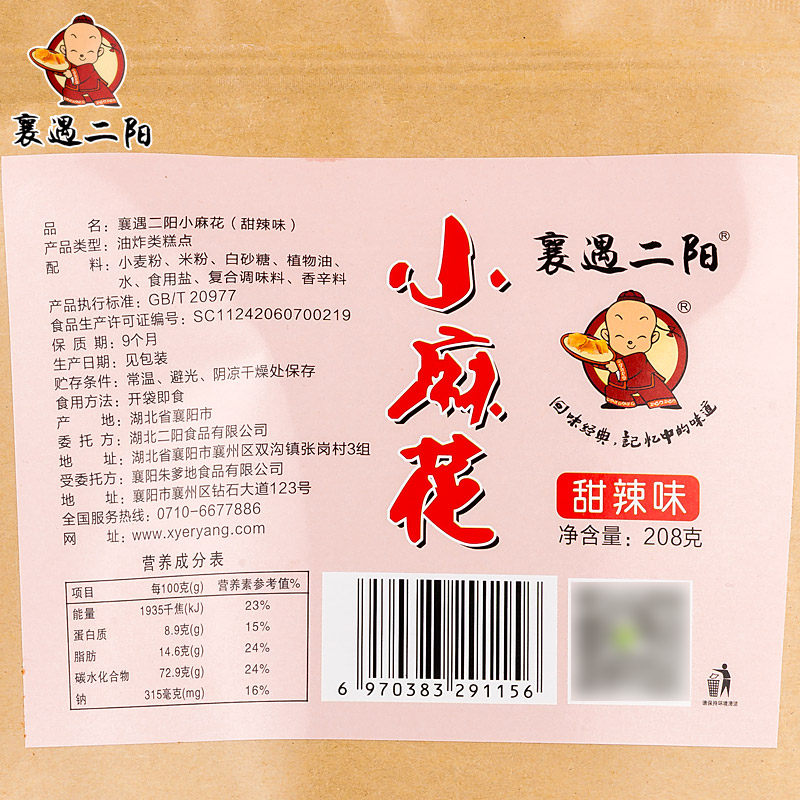 襄遇二阳
品 名：襄遇二阳小麻花（甜辣味）
产品类型：油炸类糕点
配 料：小麦粉、米粉、白砂糖、植物油、
水、食用盐、复合调味料、香辛料
产品执行标准：GB/T 20977
食品生产许可证编号：SC11242060700219
保 质 期：9个月
生产日期：见包装
贮存条件：常温、避光、阴凉干燥处保存
食用方法：开袋即食
产 地：湖北省襄阳市
委 托 方：湖北二阳食品有限公司
地 址：湖北省襄阳市襄州区双沟镇张岗村3组
受委托方：襄阳朱爹地食品有限公司
地 址：襄阳市襄州区钻石大道123号
全国服务热线：0710-6677886
网 址：www.xyeryang.com
营养成分表
项目 每100克(g) 营养素参考值%
能量 1935千焦(kJ) 23%
蛋白质 8.9克(g) 15%
脂肪 14.6克(g) 24%
碳水化合物 72.9克(g) 24%
钠 315毫克(mg) 16%
小麻花
襄遇二阳®
®
回味经典，记忆中的味道
甜辣味
净含量：208克
6 970383 291156
请保持环境清洁